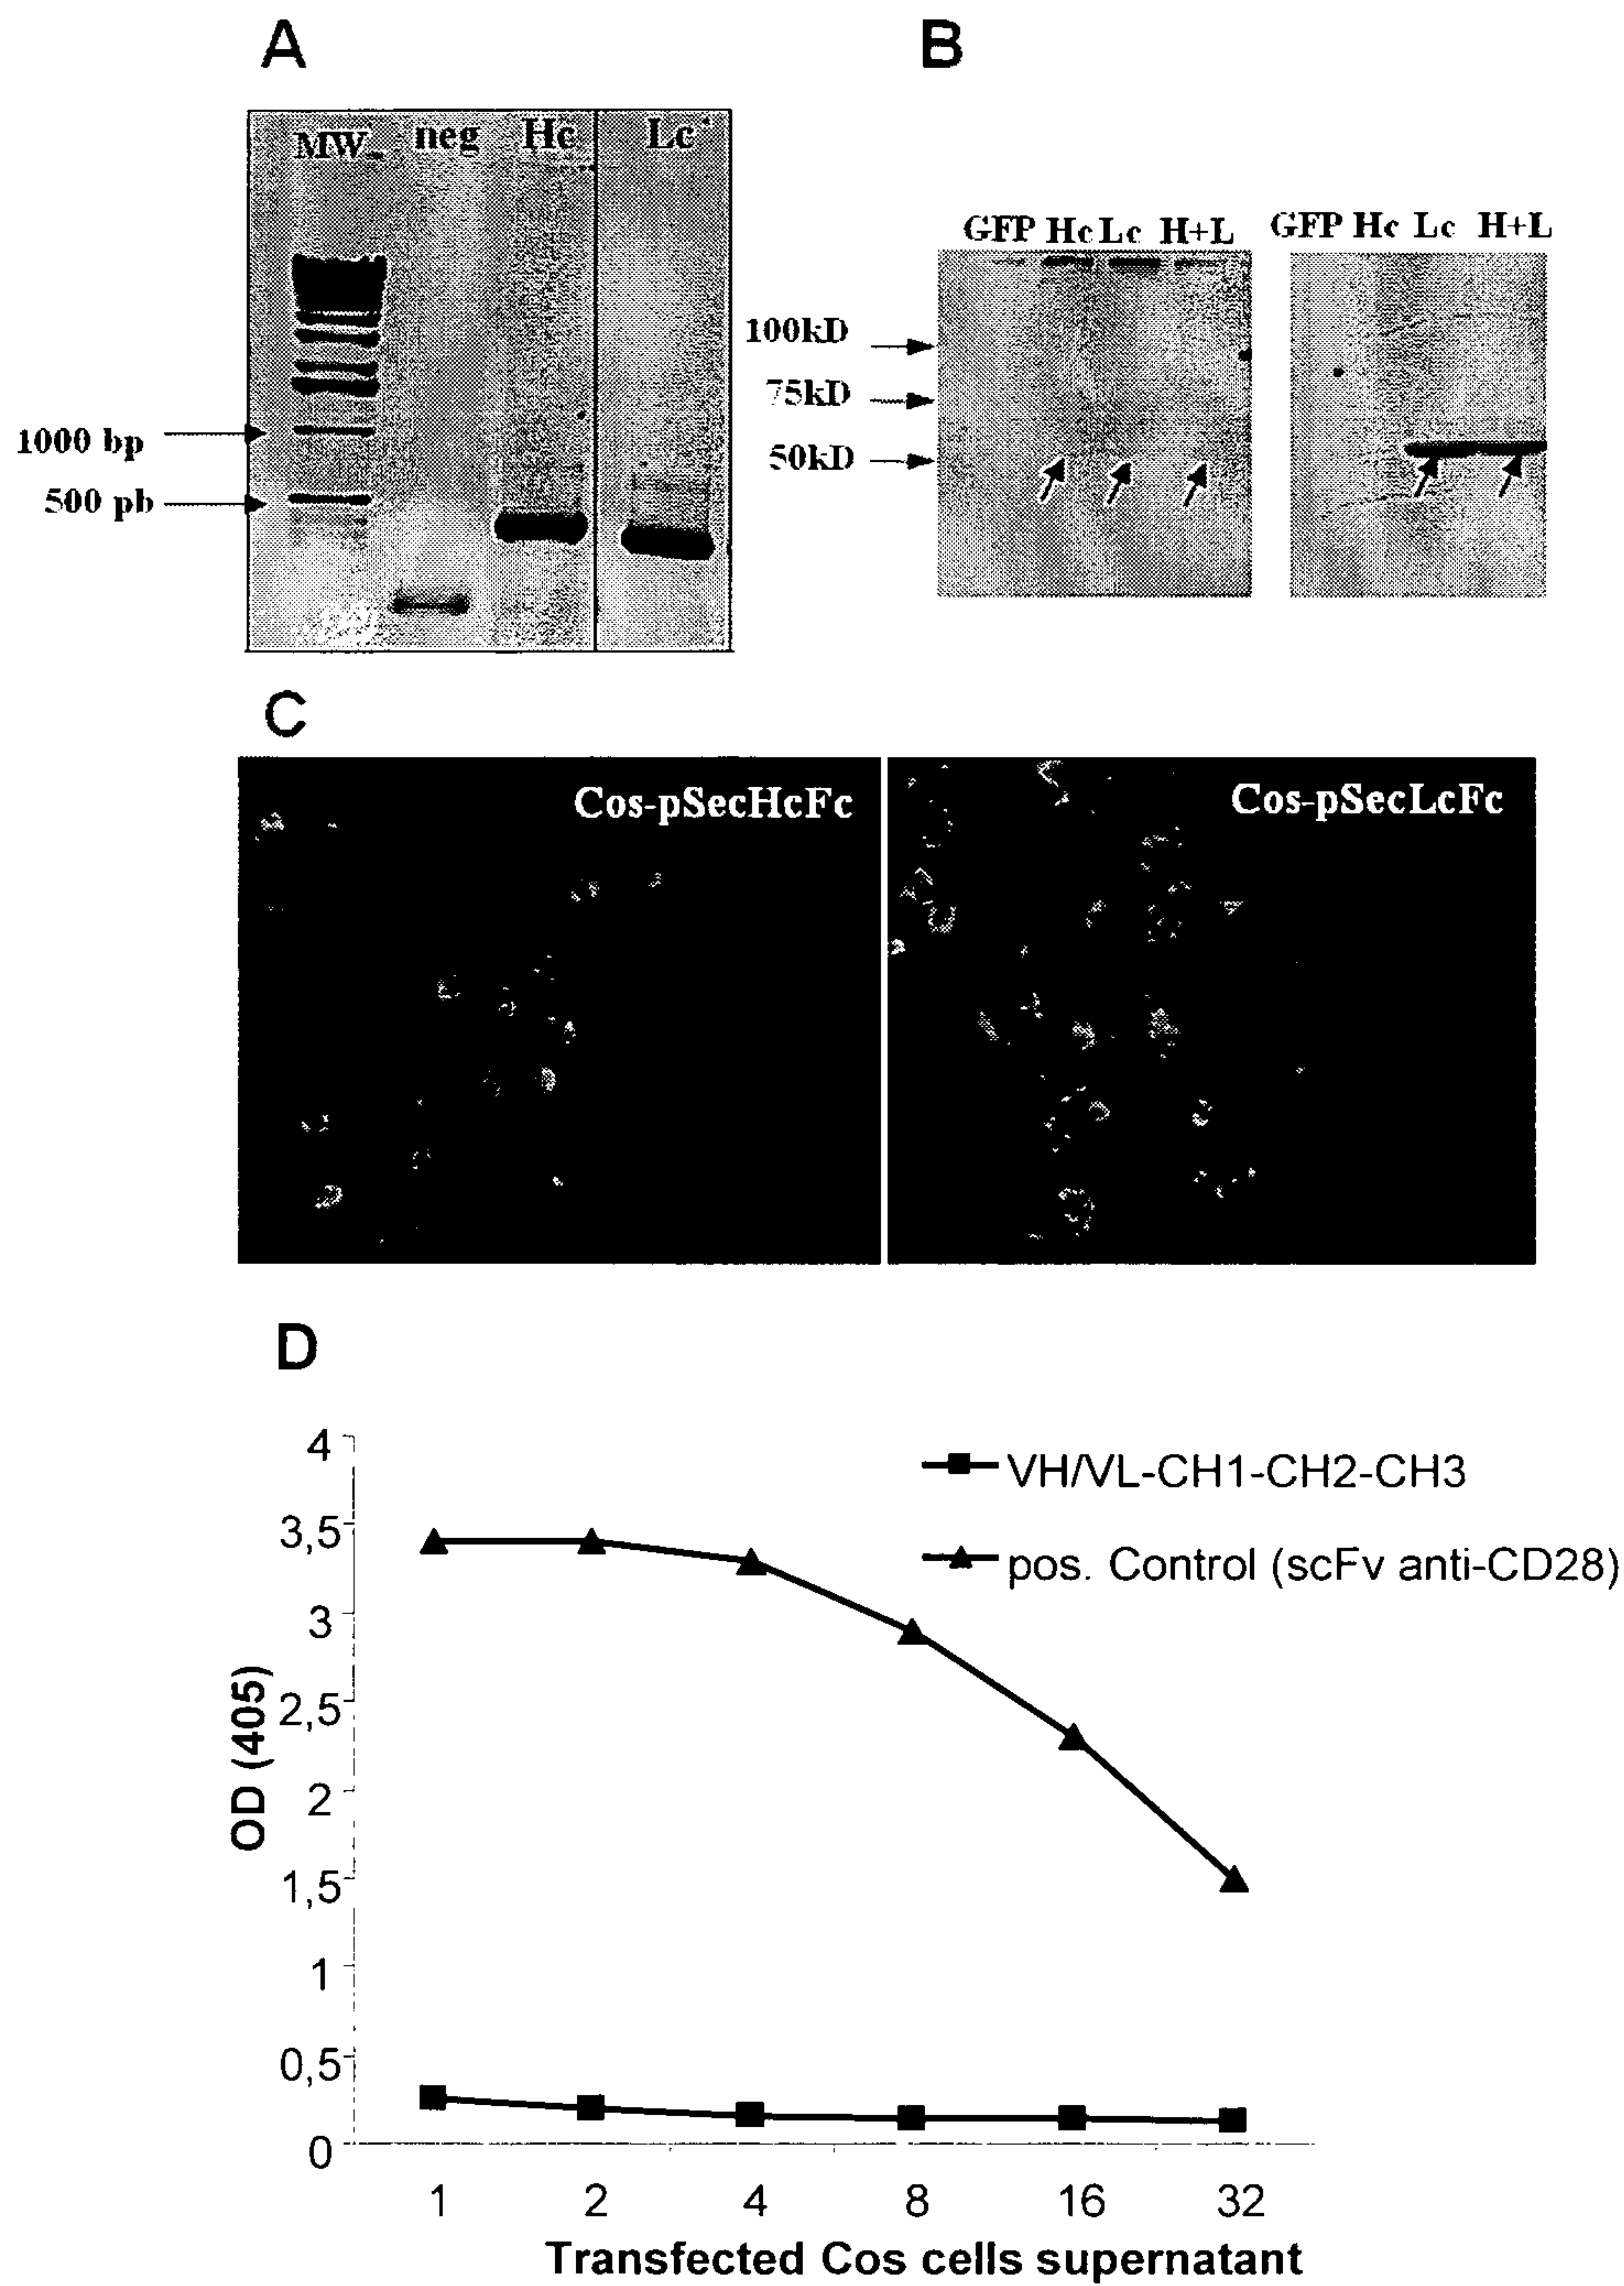 A
B
MW
neg
Hc
Lc
1000 bp
500 pb
GFP Hc Lc H+L
GFP Hc Lc H+L
100kD
75kD
50kD
C
Cos-pSecHcFc
Cos-pSecLcFc
D
4
3,5
3
2,5
2
1,5
1
0,5
0
OD (405)
VH/VL-CH1-CH2-CH3
pos. Control (scFv anti-CD28)
1 2 4 8 16 32
Transfected Cos cells supernatant